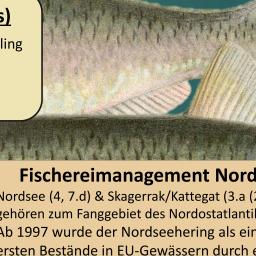 s)
ling
Fischereimanagement Nord
Nordsee (4, 7.d) & Skagerrak/Kattegat (3.a (2
gehören zum Fanggebiet des Nordostatlanti
Ab 1997 wurde der Nordseehering als ein
ersten Bestände in EU-Gewässern durch e